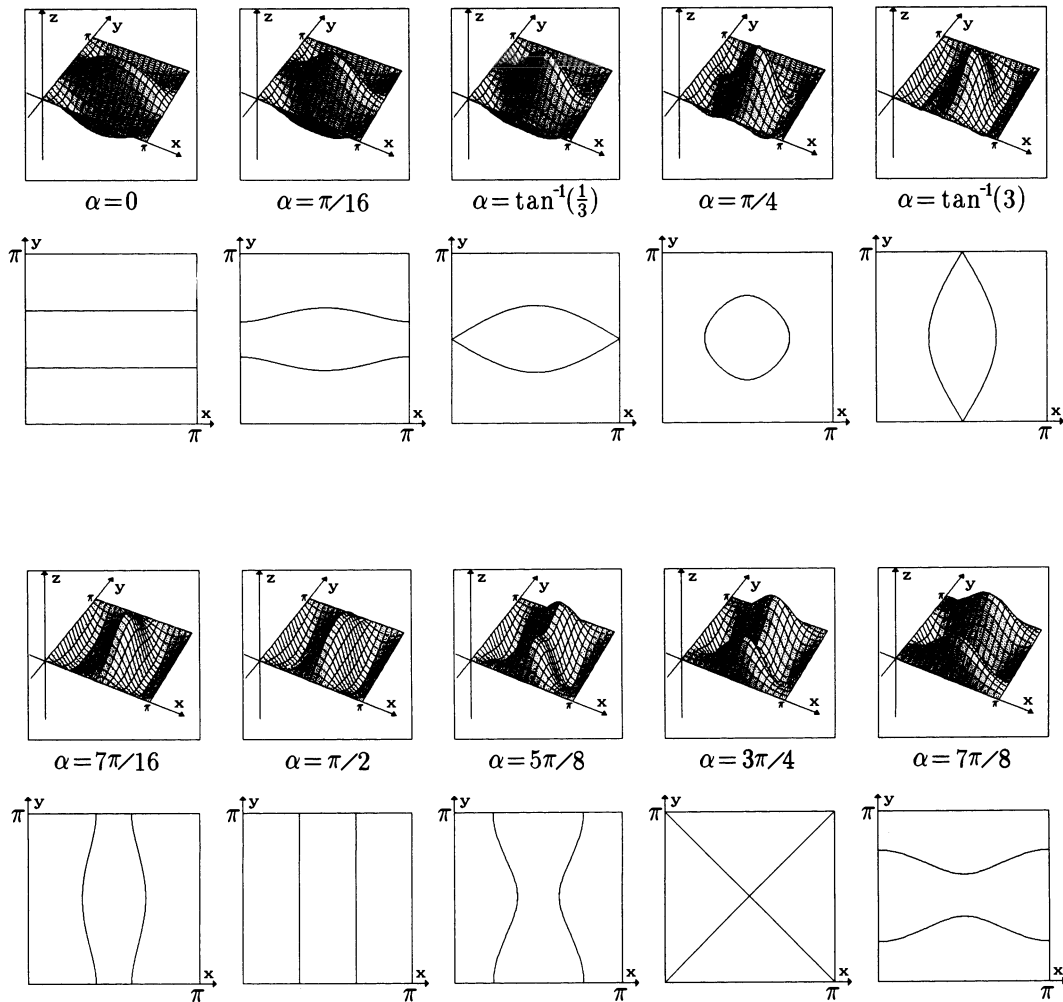 z y π x π
z y π x π
z y π x π
z y π x π
z y π x π
α=0
α=π/16
α=tan⁻¹(1/3)
α=π/4
α=tan⁻¹(3)
π y x π
π y x π
π y x π
π y x π
π y x π
z y π x π
z y π x π
z y π x π
z y π x π
z y π x π
α=7π/16
α=π/2
α=5π/8
α=3π/4
α=7π/8
π y x π
π y x π
π y x π
π y x π
π y x π